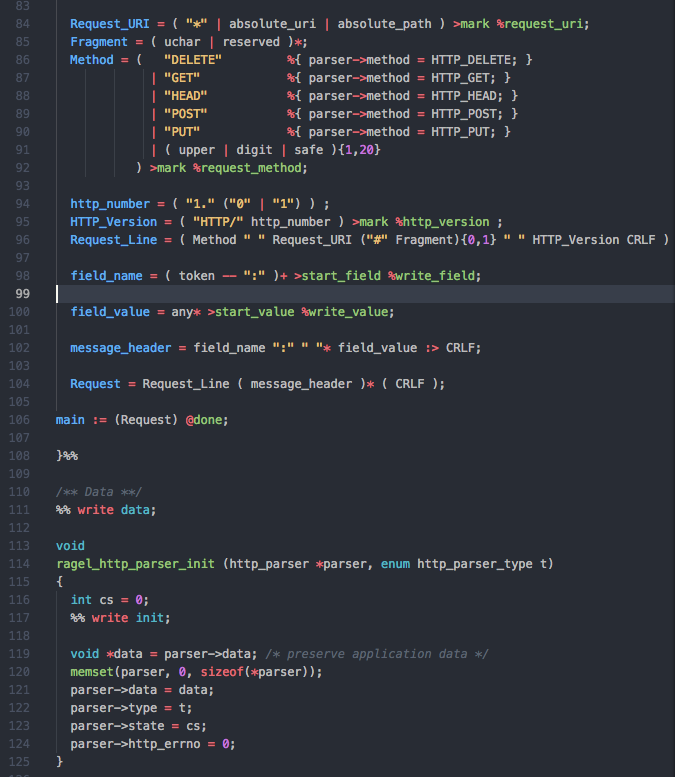 83
84 Request_URI = ( "*" | absolute_uri | absolute_path ) >mark %request_uri;
85 Fragment = ( uchar | reserved )*;
86 Method = ( "DELETE" %{ parser->method = HTTP_DELETE; }
87 | "GET" %{ parser->method = HTTP_GET; }
88 | "HEAD" %{ parser->method = HTTP_HEAD; }
89 | "POST" %{ parser->method = HTTP_POST; }
90 | "PUT" %{ parser->method = HTTP_PUT; }
91 | ( upper | digit | safe ){1,20}
92 ) >mark %request_method;
93
94 http_number = ( "1." ("0" | "1") ) ;
95 HTTP_Version = ( "HTTP/" http_number ) >mark %http_version ;
96 Request_Line = ( Method " " Request_URI ("#" Fragment){0,1} " " HTTP_Version CRLF )
97
98 field_name = ( token -- ":" )+ >start_field %write_field;
99
100 field_value = any* >start_value %write_value;
101
102 message_header = field_name ":" " "* field_value :> CRLF;
103
104 Request = Request_Line ( message_header )* ( CRLF );
105
106 main := (Request) @done;
107
108 }%%
109
110 /** Data **/
111 %% write data;
112
113 void
114 ragel_http_parser_init (http_parser *parser, enum http_parser_type t)
115 {
116 int cs = 0;
117 %% write init;
118
119 void *data = parser->data; /* preserve application data */
120 memset(parser, 0, sizeof(*parser));
121 parser->data = data;
122 parser->type = t;
123 parser->state = cs;
124 parser->http_errno = 0;
125 }